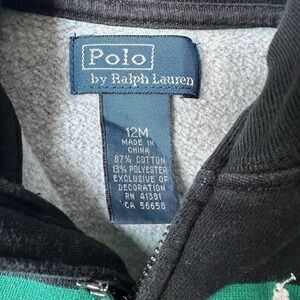 Polo
by Ralph Lauren
12M
MADE IN
CHINA
87% COTTON
13% POLYESTER
EXCLUSIVE OF
DECORATION
RN 41381
CA 56658